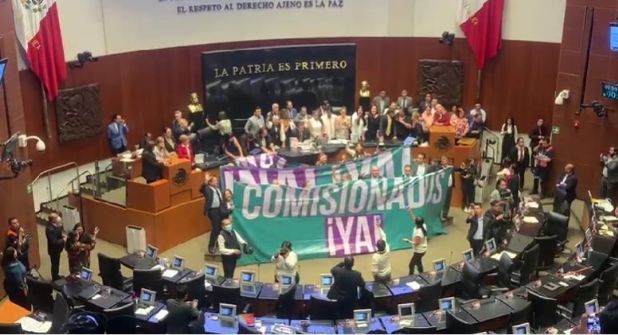 EL RESPETO AL DERECHO AJENO ES LA PAZ
LA PATRIA ES PRIMERO
COMISIONADOS
¡YA!